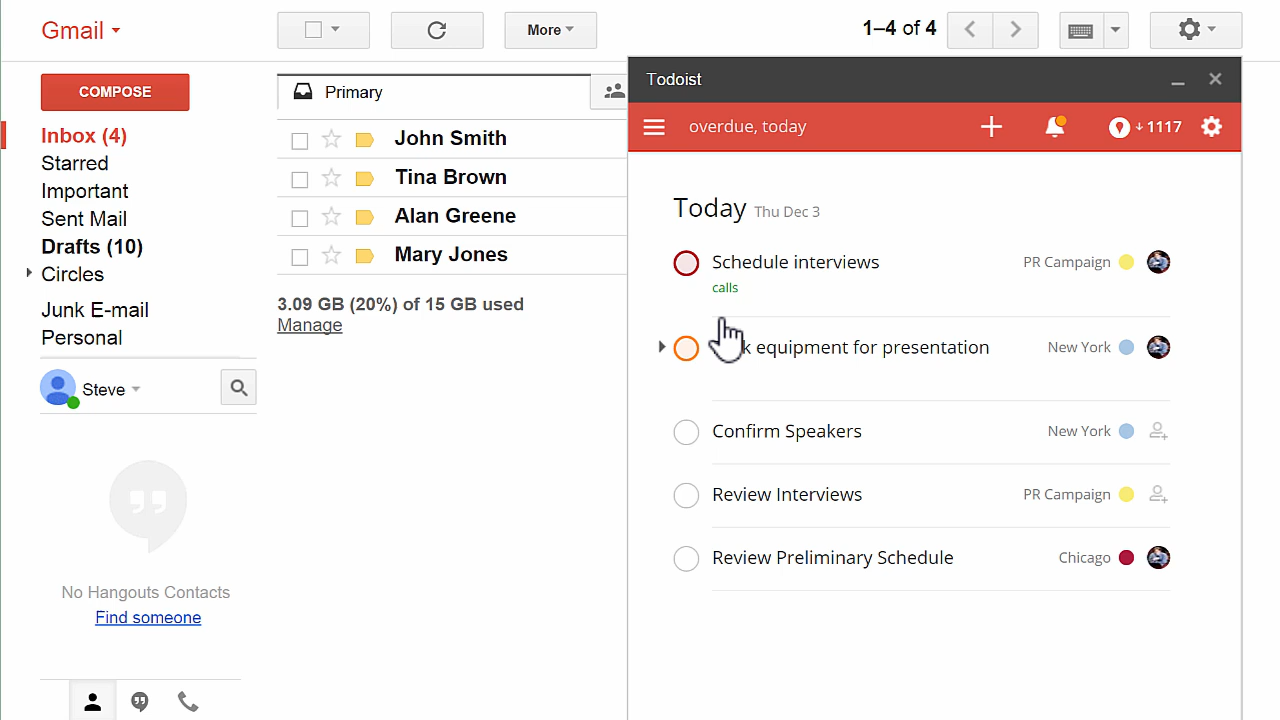 Gmail
More
1–4 of 4
COMPOSE
Inbox (4)
Starred
Important
Sent Mail
Drafts (10)
Circles
Junk E-mail
Personal
Steve
No Hangouts Contacts
Find someone
Primary
John Smith
Tina Brown
Alan Greene
Mary Jones
3.09 GB (20%) of 15 GB used
Manage
Todoist
overdue, today
1117
Today Thu Dec 3
Schedule interviews PR Campaign
calls
equipment for presentation New York
Confirm Speakers New York
Review Interviews PR Campaign
Review Preliminary Schedule Chicago